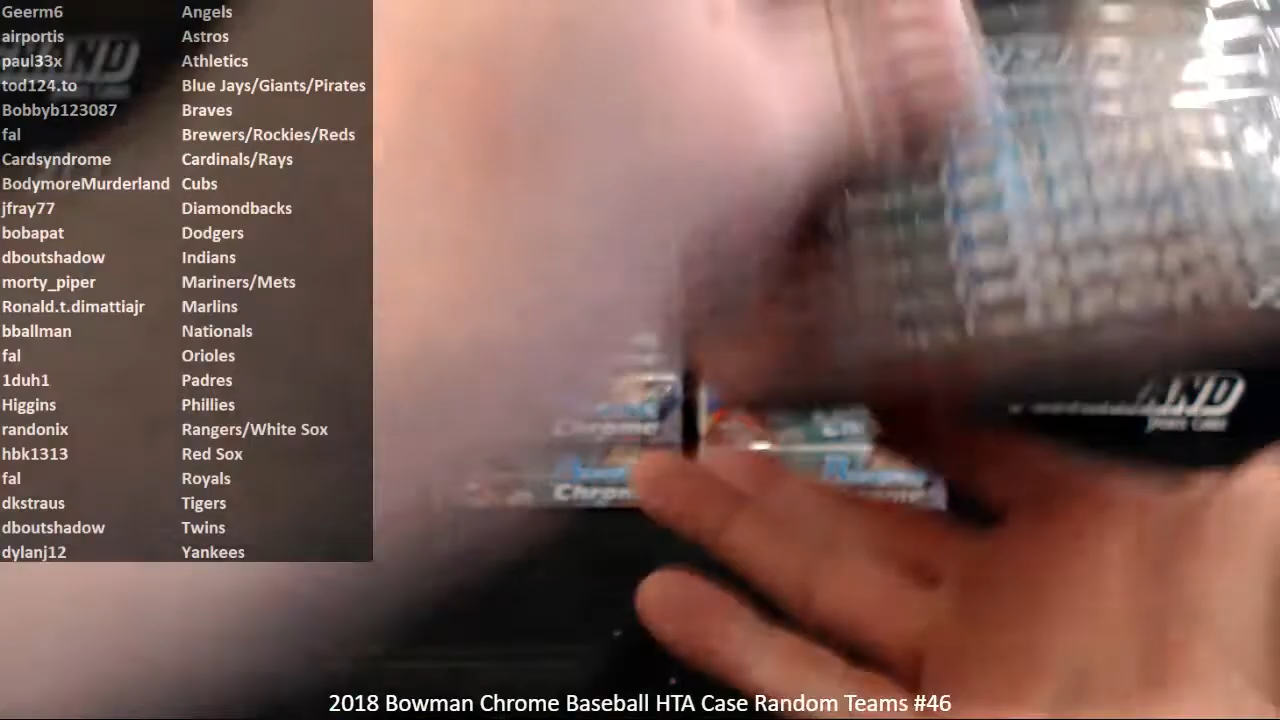 Geerm6 Angels
airportis Astros
paul33x Athletics
tod124.to Blue Jays/Giants/Pirates
Bobbyb123087 Braves
fal Brewers/Rockies/Reds
Cardsyndrome Cardinals/Rays
BodymoreMurderland Cubs
jfray77 Diamondbacks
bobapat Dodgers
dboutshadow Indians
morty_piper Mariners/Mets
Ronald.t.dimattiajr Marlins
bballman Nationals
fal Orioles
1duh1 Padres
Higgins Phillies
randonix Rangers/White Sox
hbk1313 Red Sox
fal Royals
dkstraus Tigers
dboutshadow Twins
dylanj12 Yankees
Chrome
Chrome
2018 Bowman Chrome Baseball HTA Case Random Teams #46